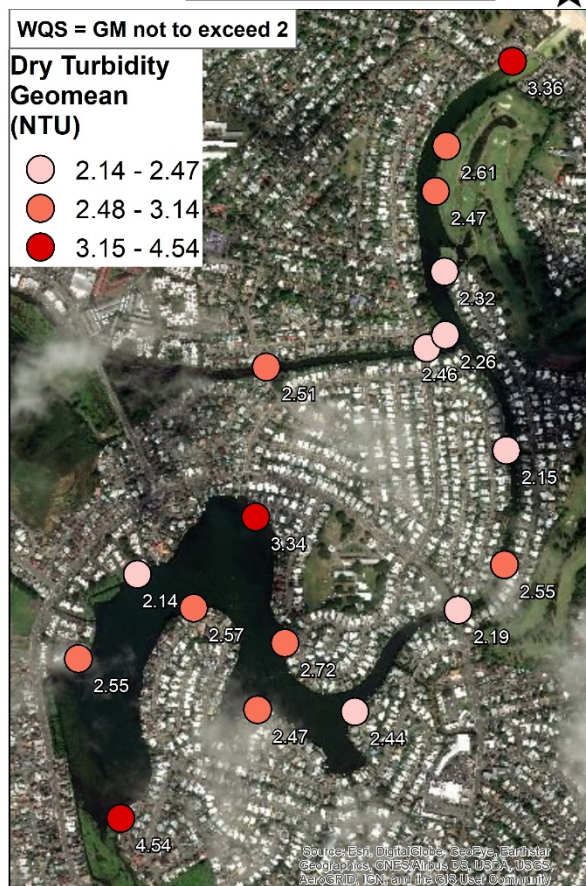 WQS = GM not to exceed 2
Dry Turbidity
Geomean
(NTU)
2.14 - 2.47
2.48 - 3.14
3.15 - 4.54
3.36
2.61
2.47
2.32
2.26
2.46
2.51
2.15
3.34
2.55
2.14
2.57
2.19
2.72
2.55
2.47
2.44
4.54
Source: Esri, DigitalGlobe, GeoEye, Earthstar
Geographics, CNES/Airbus DS, USDA, USGS,
AeroGRID, IGN, and the GIS User Community